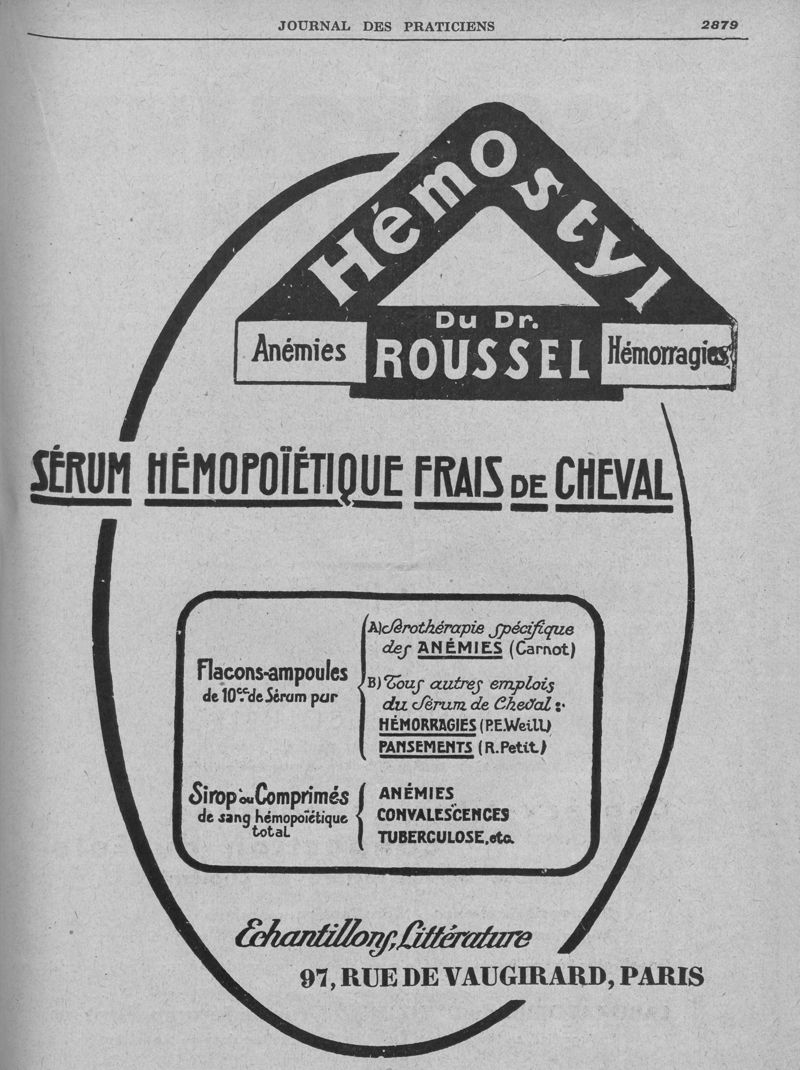 JOURNAL DES PRATICIENS
2879
Hémostyl
Du Dr.
ROUSSEL
Anémies
Hémorragies
SÉRUM HÉMOPOÏÉTIQUE FRAIS DE CHEVAL
Flacons-ampoules
de 10cc. de Sérum pur
A) Sérothérapie spécifique
des ANÉMIES (Carnot)
B) Tous autres emplois
du Sérum de Cheval :
HÉMORRAGIES (P.E. Weill)
PANSEMENTS (R. Petit)
Sirop ou Comprimés
de sang hémopoïétique
total
ANÉMIES
CONVALESCENCES
TUBERCULOSE, etc.
Echantillons, Littérature
97, RUE DE VAUGIRARD, PARIS